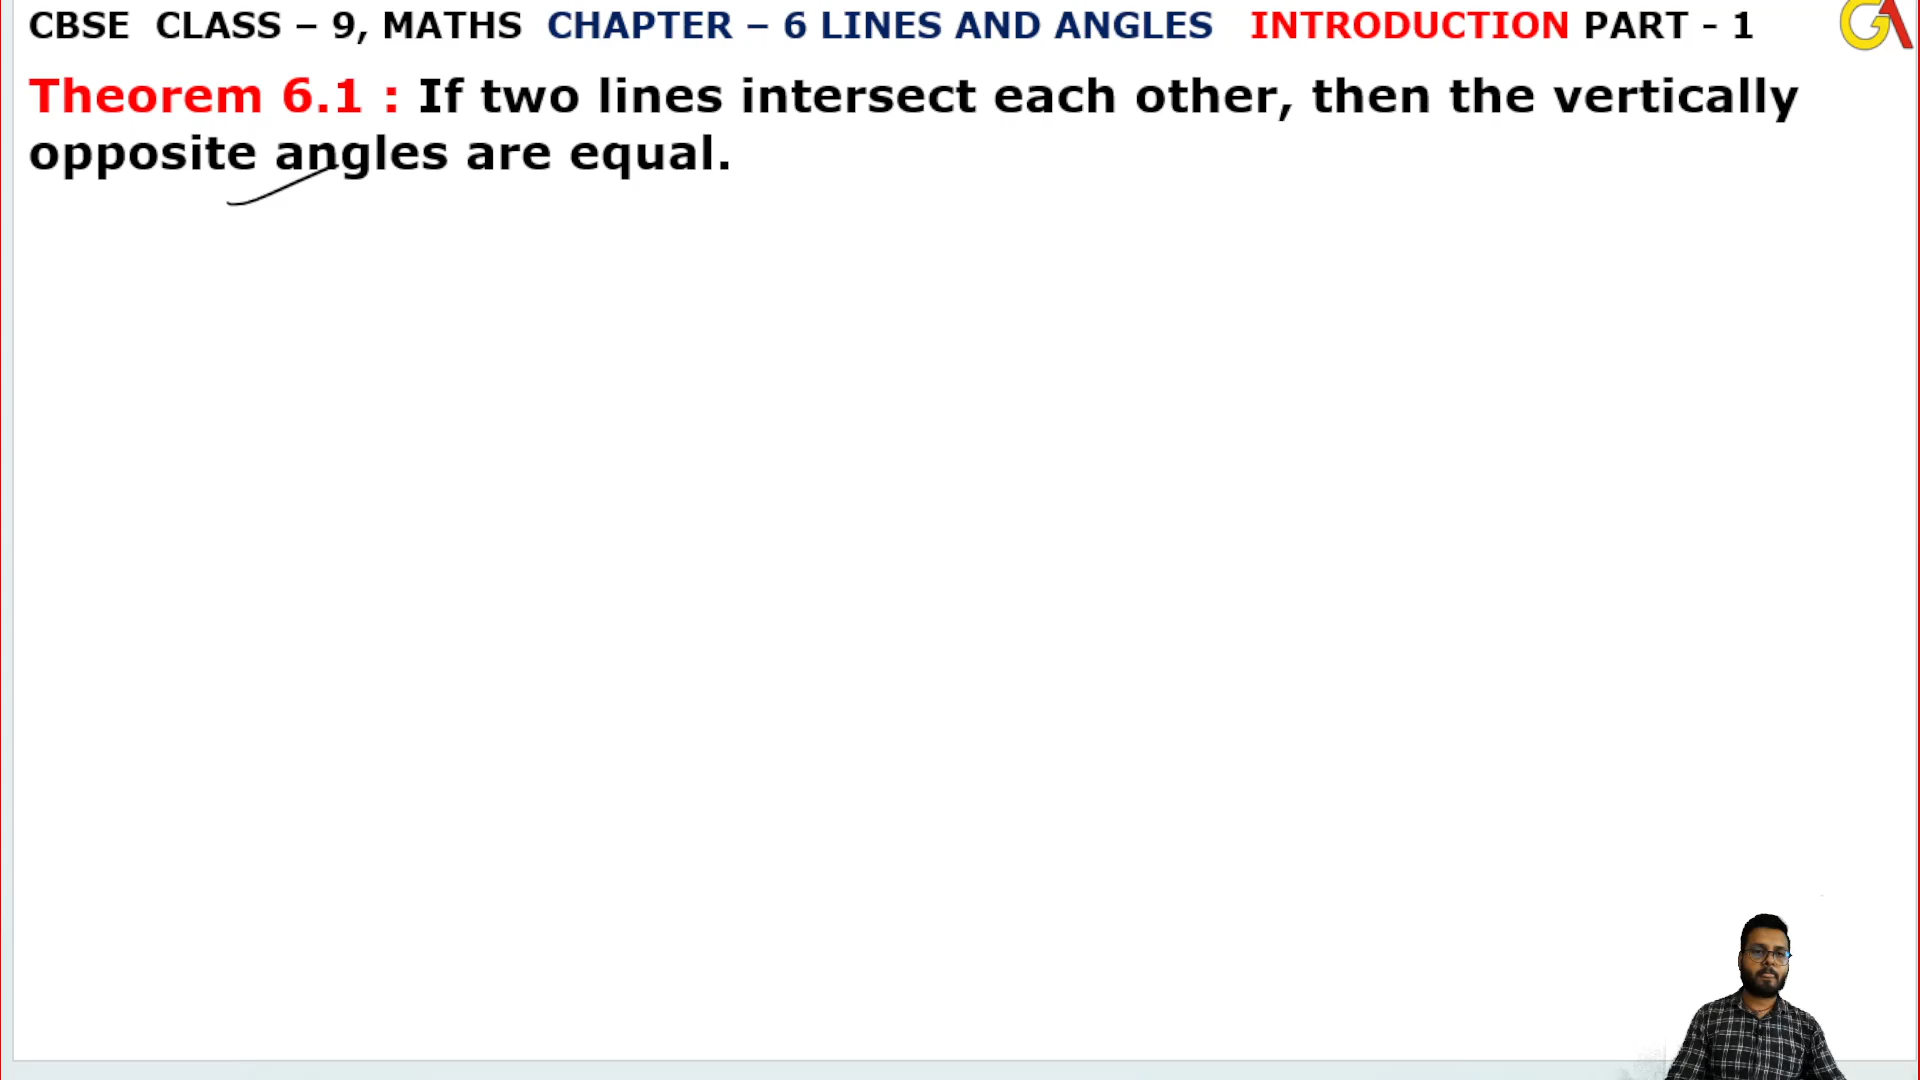 CBSE CLASS – 9, MATHS CHAPTER – 6 LINES AND ANGLES INTRODUCTION PART - 1
Theorem 6.1 : If two lines intersect each other, then the vertically
opposite angles are equal.
GA